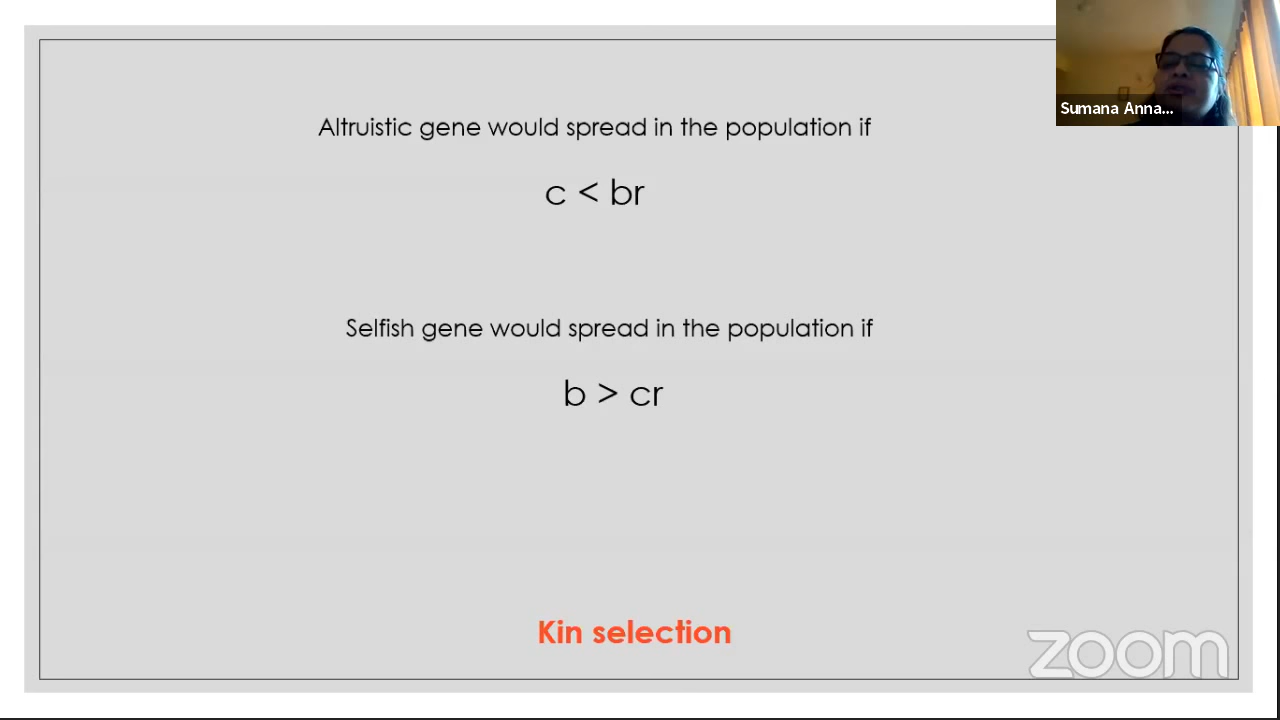 Sumana Anna...
Altruistic gene would spread in the population if
c < br
Selfish gene would spread in the population if
b > cr
Kin selection
zoom